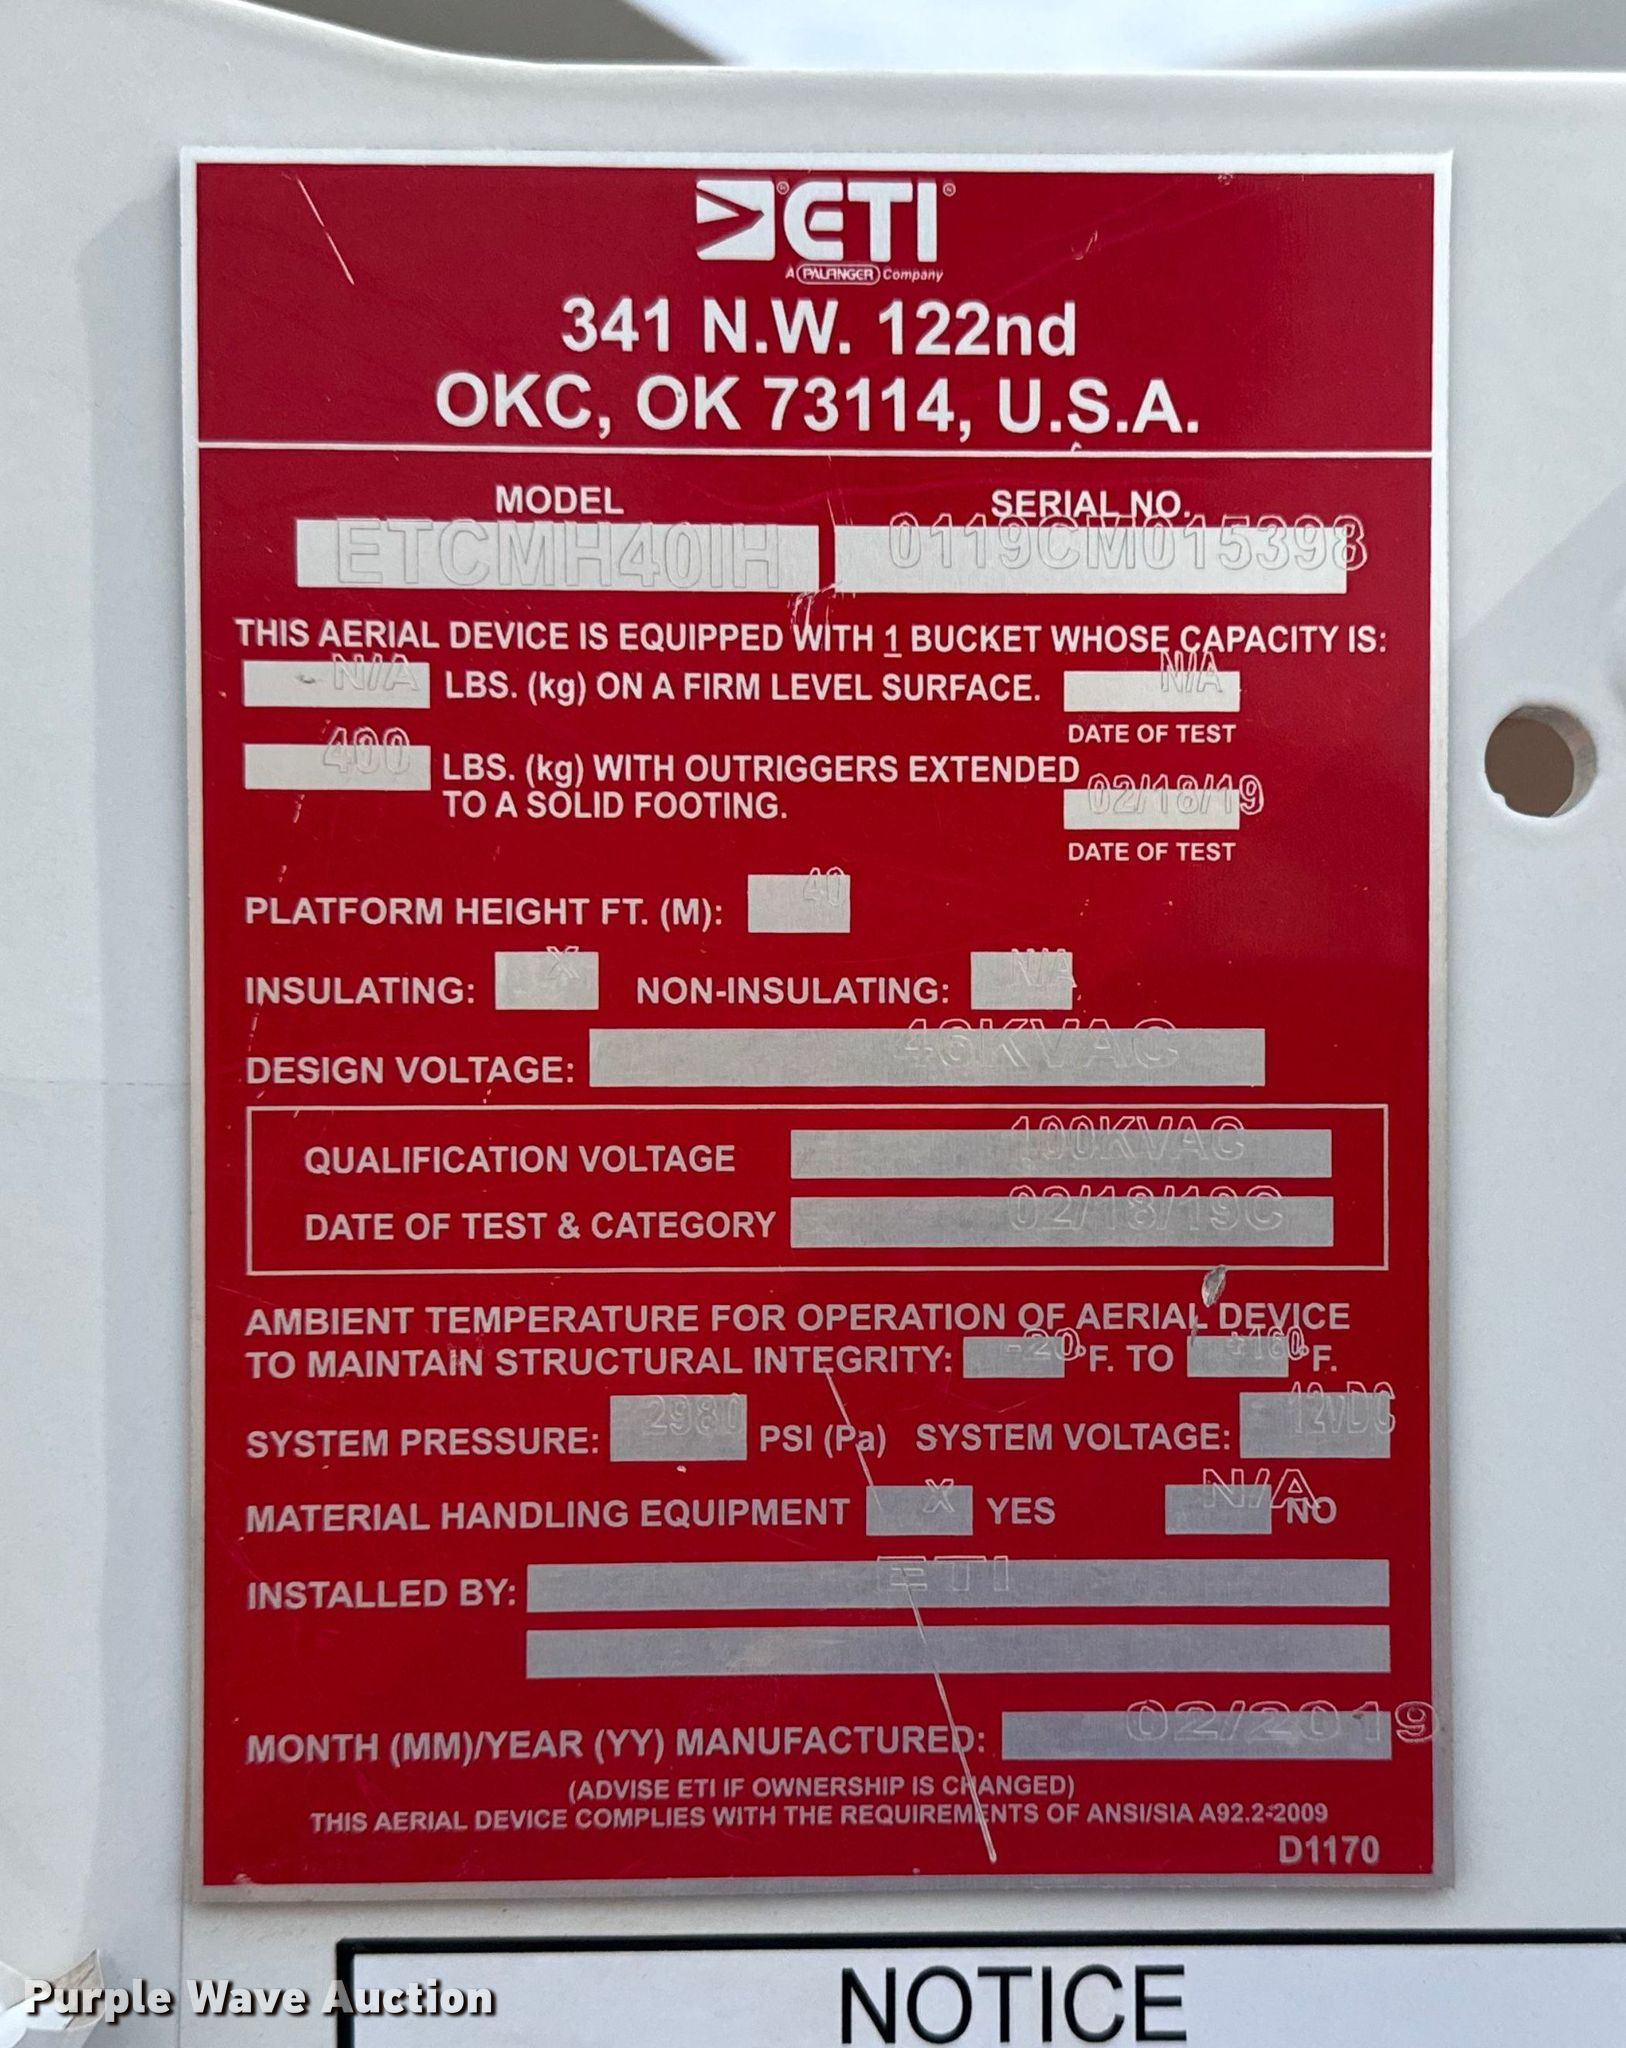 ETI
A PALFINGER Company
341 N.W. 122nd
OKC, OK 73114, U.S.A.
MODEL SERIAL NO.
ETCMH40IH 0119CM015398
THIS AERIAL DEVICE IS EQUIPPED WITH 1 BUCKET WHOSE CAPACITY IS:
N/A LBS. (kg) ON A FIRM LEVEL SURFACE. N/A
DATE OF TEST
400 LBS. (kg) WITH OUTRIGGERS EXTENDED
TO A SOLID FOOTING. 02/18/19
DATE OF TEST
PLATFORM HEIGHT FT. (M): 40
INSULATING: X NON-INSULATING: N/A
DESIGN VOLTAGE: 46KVAC
QUALIFICATION VOLTAGE 100KVAC
DATE OF TEST & CATEGORY 02/18/19C
AMBIENT TEMPERATURE FOR OPERATION OF AERIAL DEVICE
TO MAINTAIN STRUCTURAL INTEGRITY: -20 °F. TO +160 °F.
SYSTEM PRESSURE: 2980 PSI (Pa) SYSTEM VOLTAGE: 12vDC
MATERIAL HANDLING EQUIPMENT X YES N/A NO
INSTALLED BY: ETI
MONTH (MM)/YEAR (YY) MANUFACTURED: 02/2019
(ADVISE ETI IF OWNERSHIP IS CHANGED)
THIS AERIAL DEVICE COMPLIES WITH THE REQUIREMENTS OF ANSI/SIA A92.2-2009
D1170
NOTICE
Purple Wave Auction